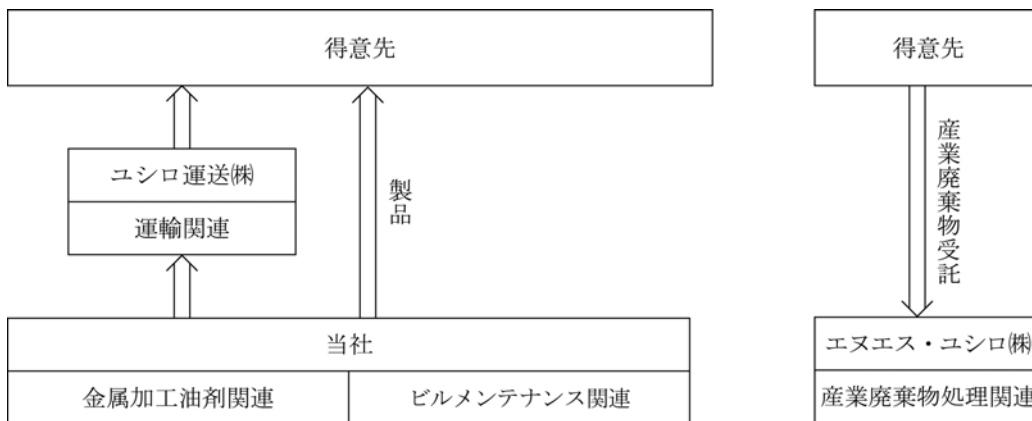 得意先
得意先
ユシロ運送㈱
運輸関連
製品
産業廃棄物受託
当社
金属加工油剤関連
ビルメンテナンス関連
エヌエス・ユシロ㈱
産業廃棄物処理関連